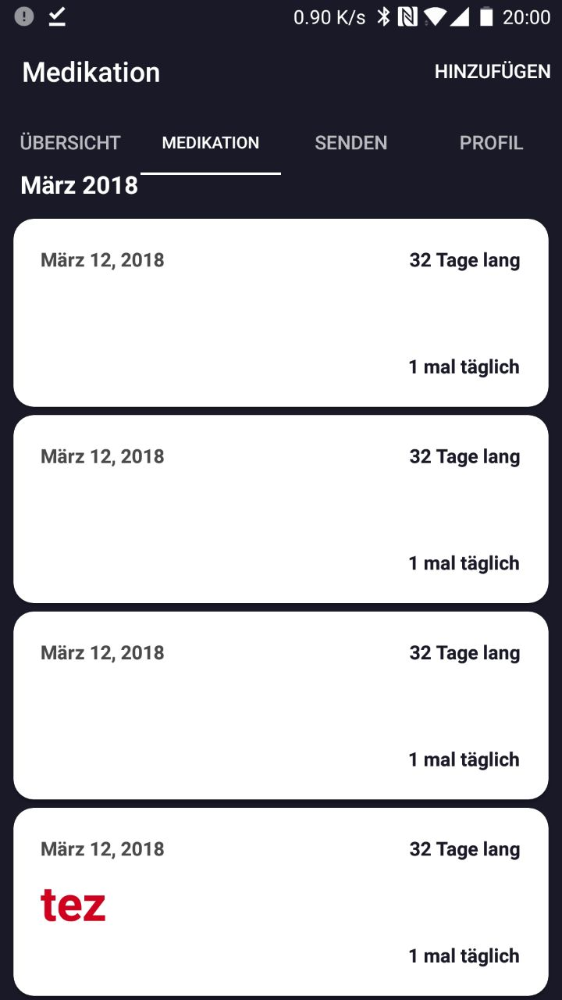 0.90 K/s 20:00
Medikation HINZUFÜGEN
ÜBERSICHT MEDIKATION SENDEN PROFIL
März 2018
März 12, 2018 32 Tage lang
1 mal täglich
März 12, 2018 32 Tage lang
1 mal täglich
März 12, 2018 32 Tage lang
1 mal täglich
März 12, 2018 32 Tage lang
tez
1 mal täglich